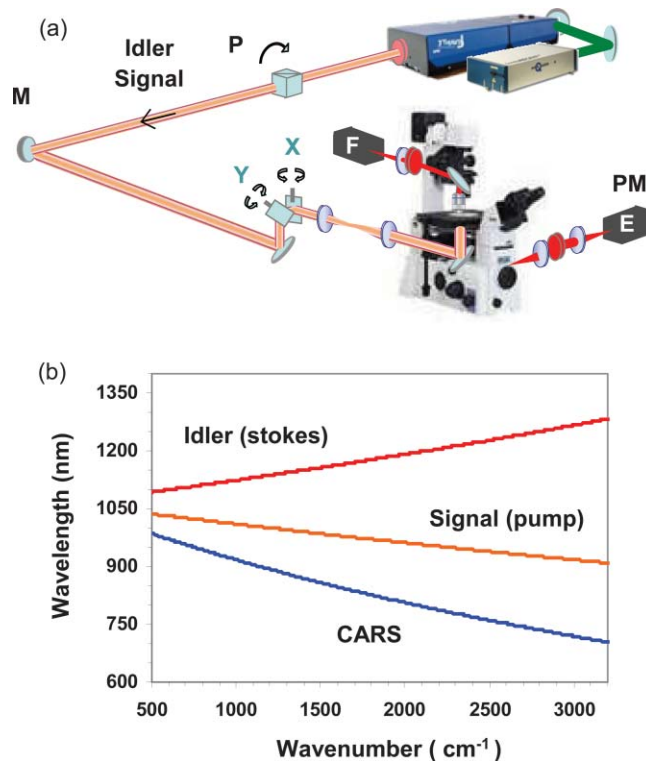 (a)
P
Idler
Signal
M
F
X
Y
PM
E
(b)
1350
1200
1050
900
750
600
Wavelength (nm)
Idler (stokes)
Signal (pump)
CARS
500 1000 1500 2000 2500 3000
Wavenumber ( cm⁻¹ )